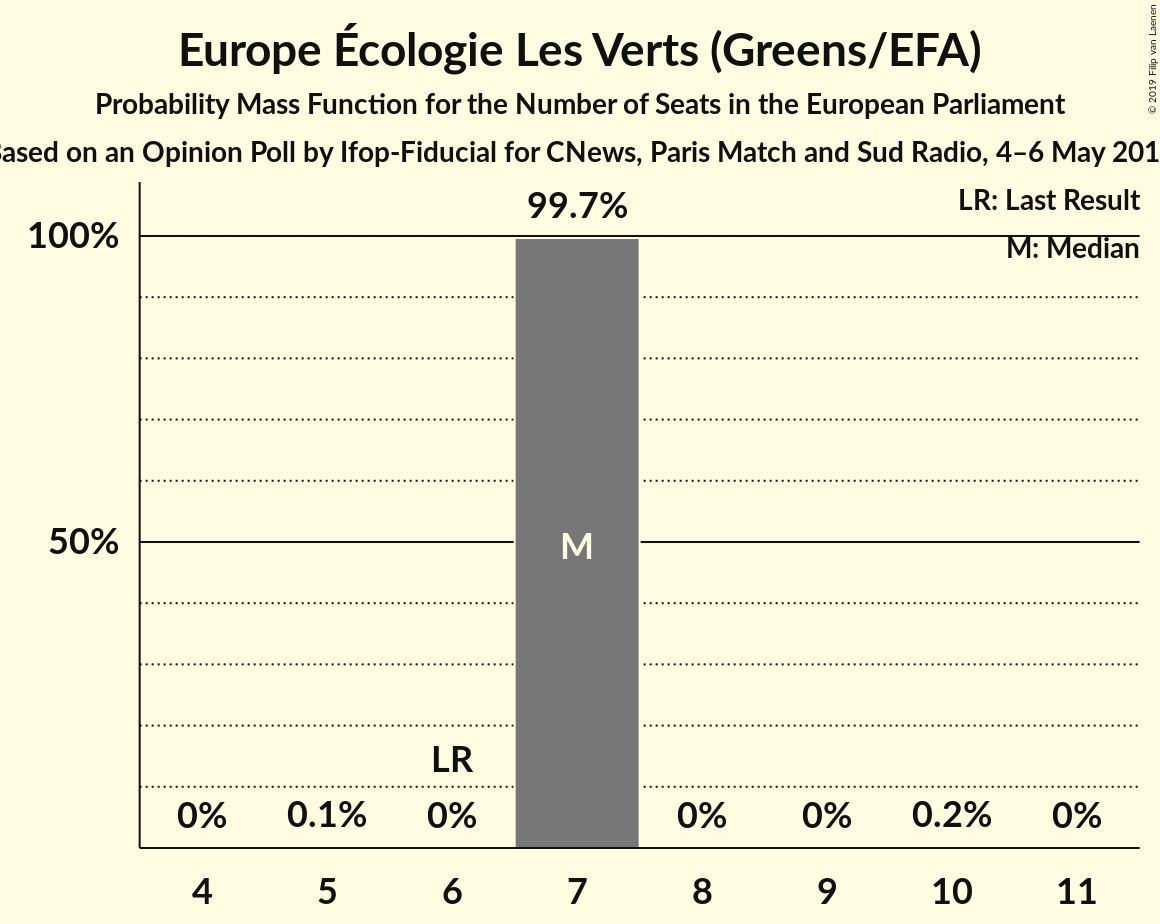 Europe Écologie Les Verts (Greens/EFA)
Probability Mass Function for the Number of Seats in the European Parliament
ased on an Opinion Poll by Ifop-Fiducial for CNews, Paris Match and Sud Radio, 4–6 May 201
© 2019 Filip van Laenen
LR: Last Result
M: Median
99.7%
100%
50%
M
LR
0% 0.1% 0% 0% 0% 0.2% 0%
4 5 6 7 8 9 10 11